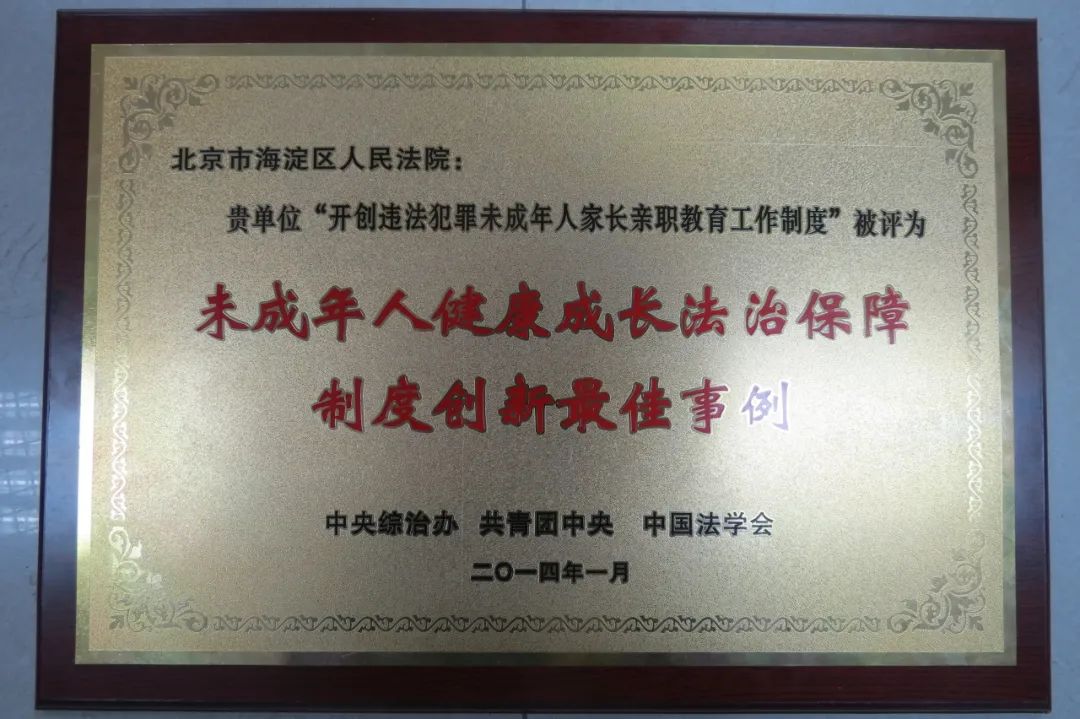 北京市海淀区人民法院：
贵单位“开创违法犯罪未成年人家长亲职教育工作制度”被评为
未成年人健康成长法治保障
制度创新最佳事例
中央综治办 共青团中央 中国法学会
二〇一四年一月